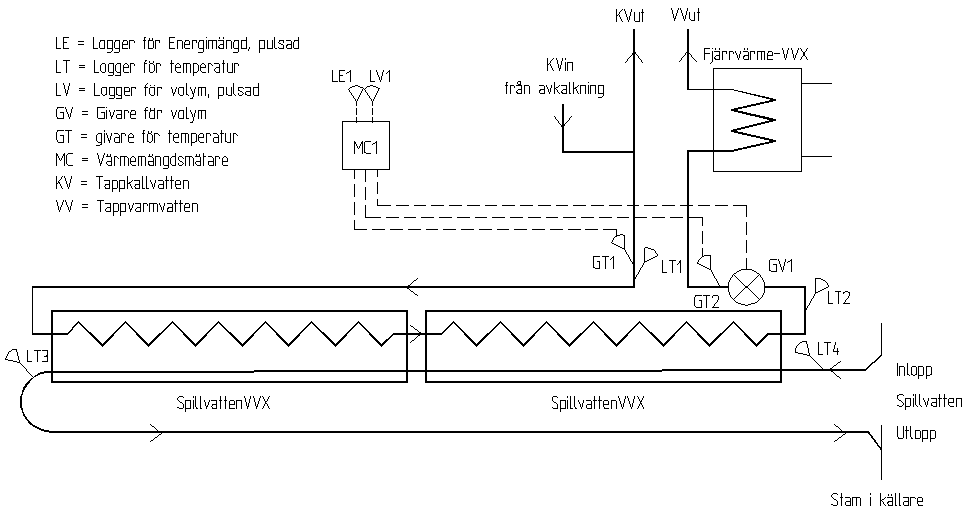 KVut
VVut
LE = Logger för Energimängd, pulsad
LT = Logger för temperatur
LV = Logger för volym, pulsad
GV = Givare för volym
GT = givare för temperatur
MC = Värmemängdsmätare
KV = Tappkallvatten
VV = Tappvarmvatten
Fjärrvärme-VVX
KVin
från avkalkning
LE1
LV1
MC1
GT1
LT1
GT2
GV1
LT2
LT3
LT4
Inlopp
SpillvattenVVX
SpillvattenVVX
Spillvatten
Utlopp
Stam i källare